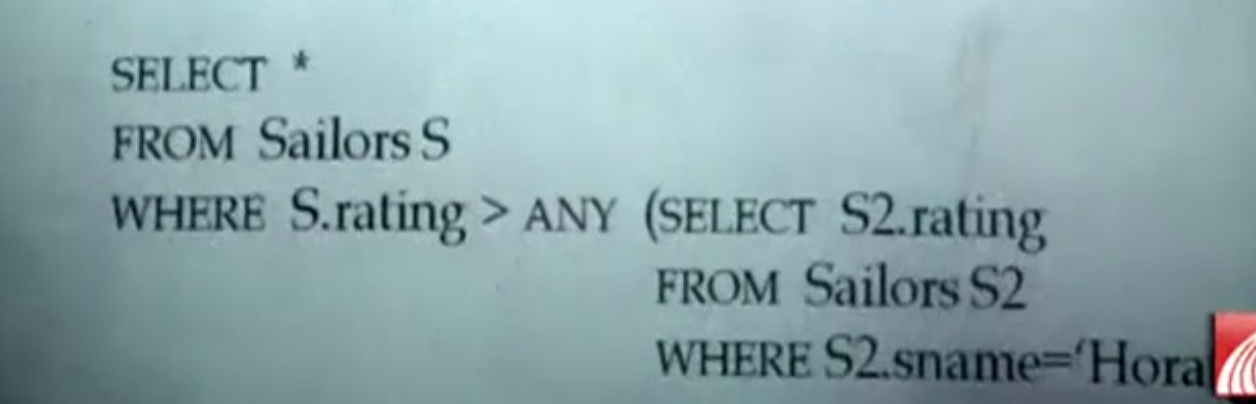 SELECT *
FROM Sailors S
WHERE S.rating > ANY (SELECT S2.rating
FROM Sailors S2
WHERE S2.sname='Hora